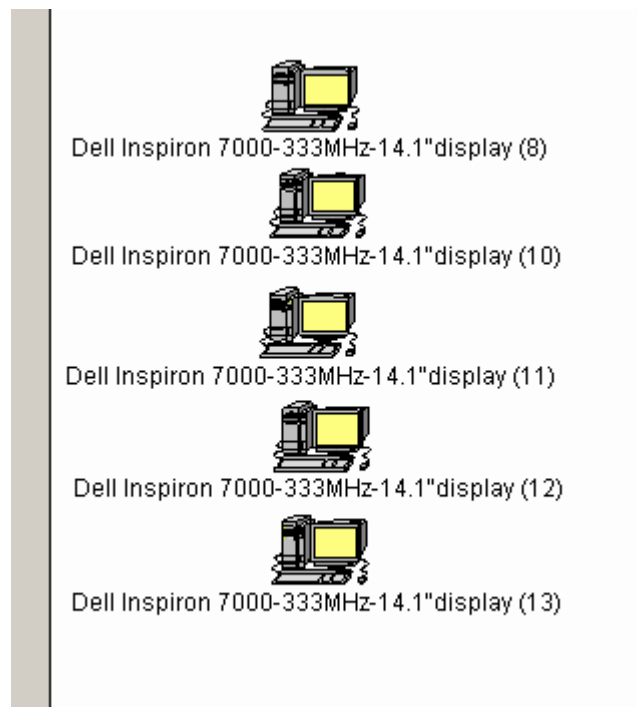 Dell Inspiron 7000-333MHz-14.1"display (8)
Dell Inspiron 7000-333MHz-14.1"display (10)
Dell Inspiron 7000-333MHz-14.1"display (11)
Dell Inspiron 7000-333MHz-14.1"display (12)
Dell Inspiron 7000-333MHz-14.1"display (13)